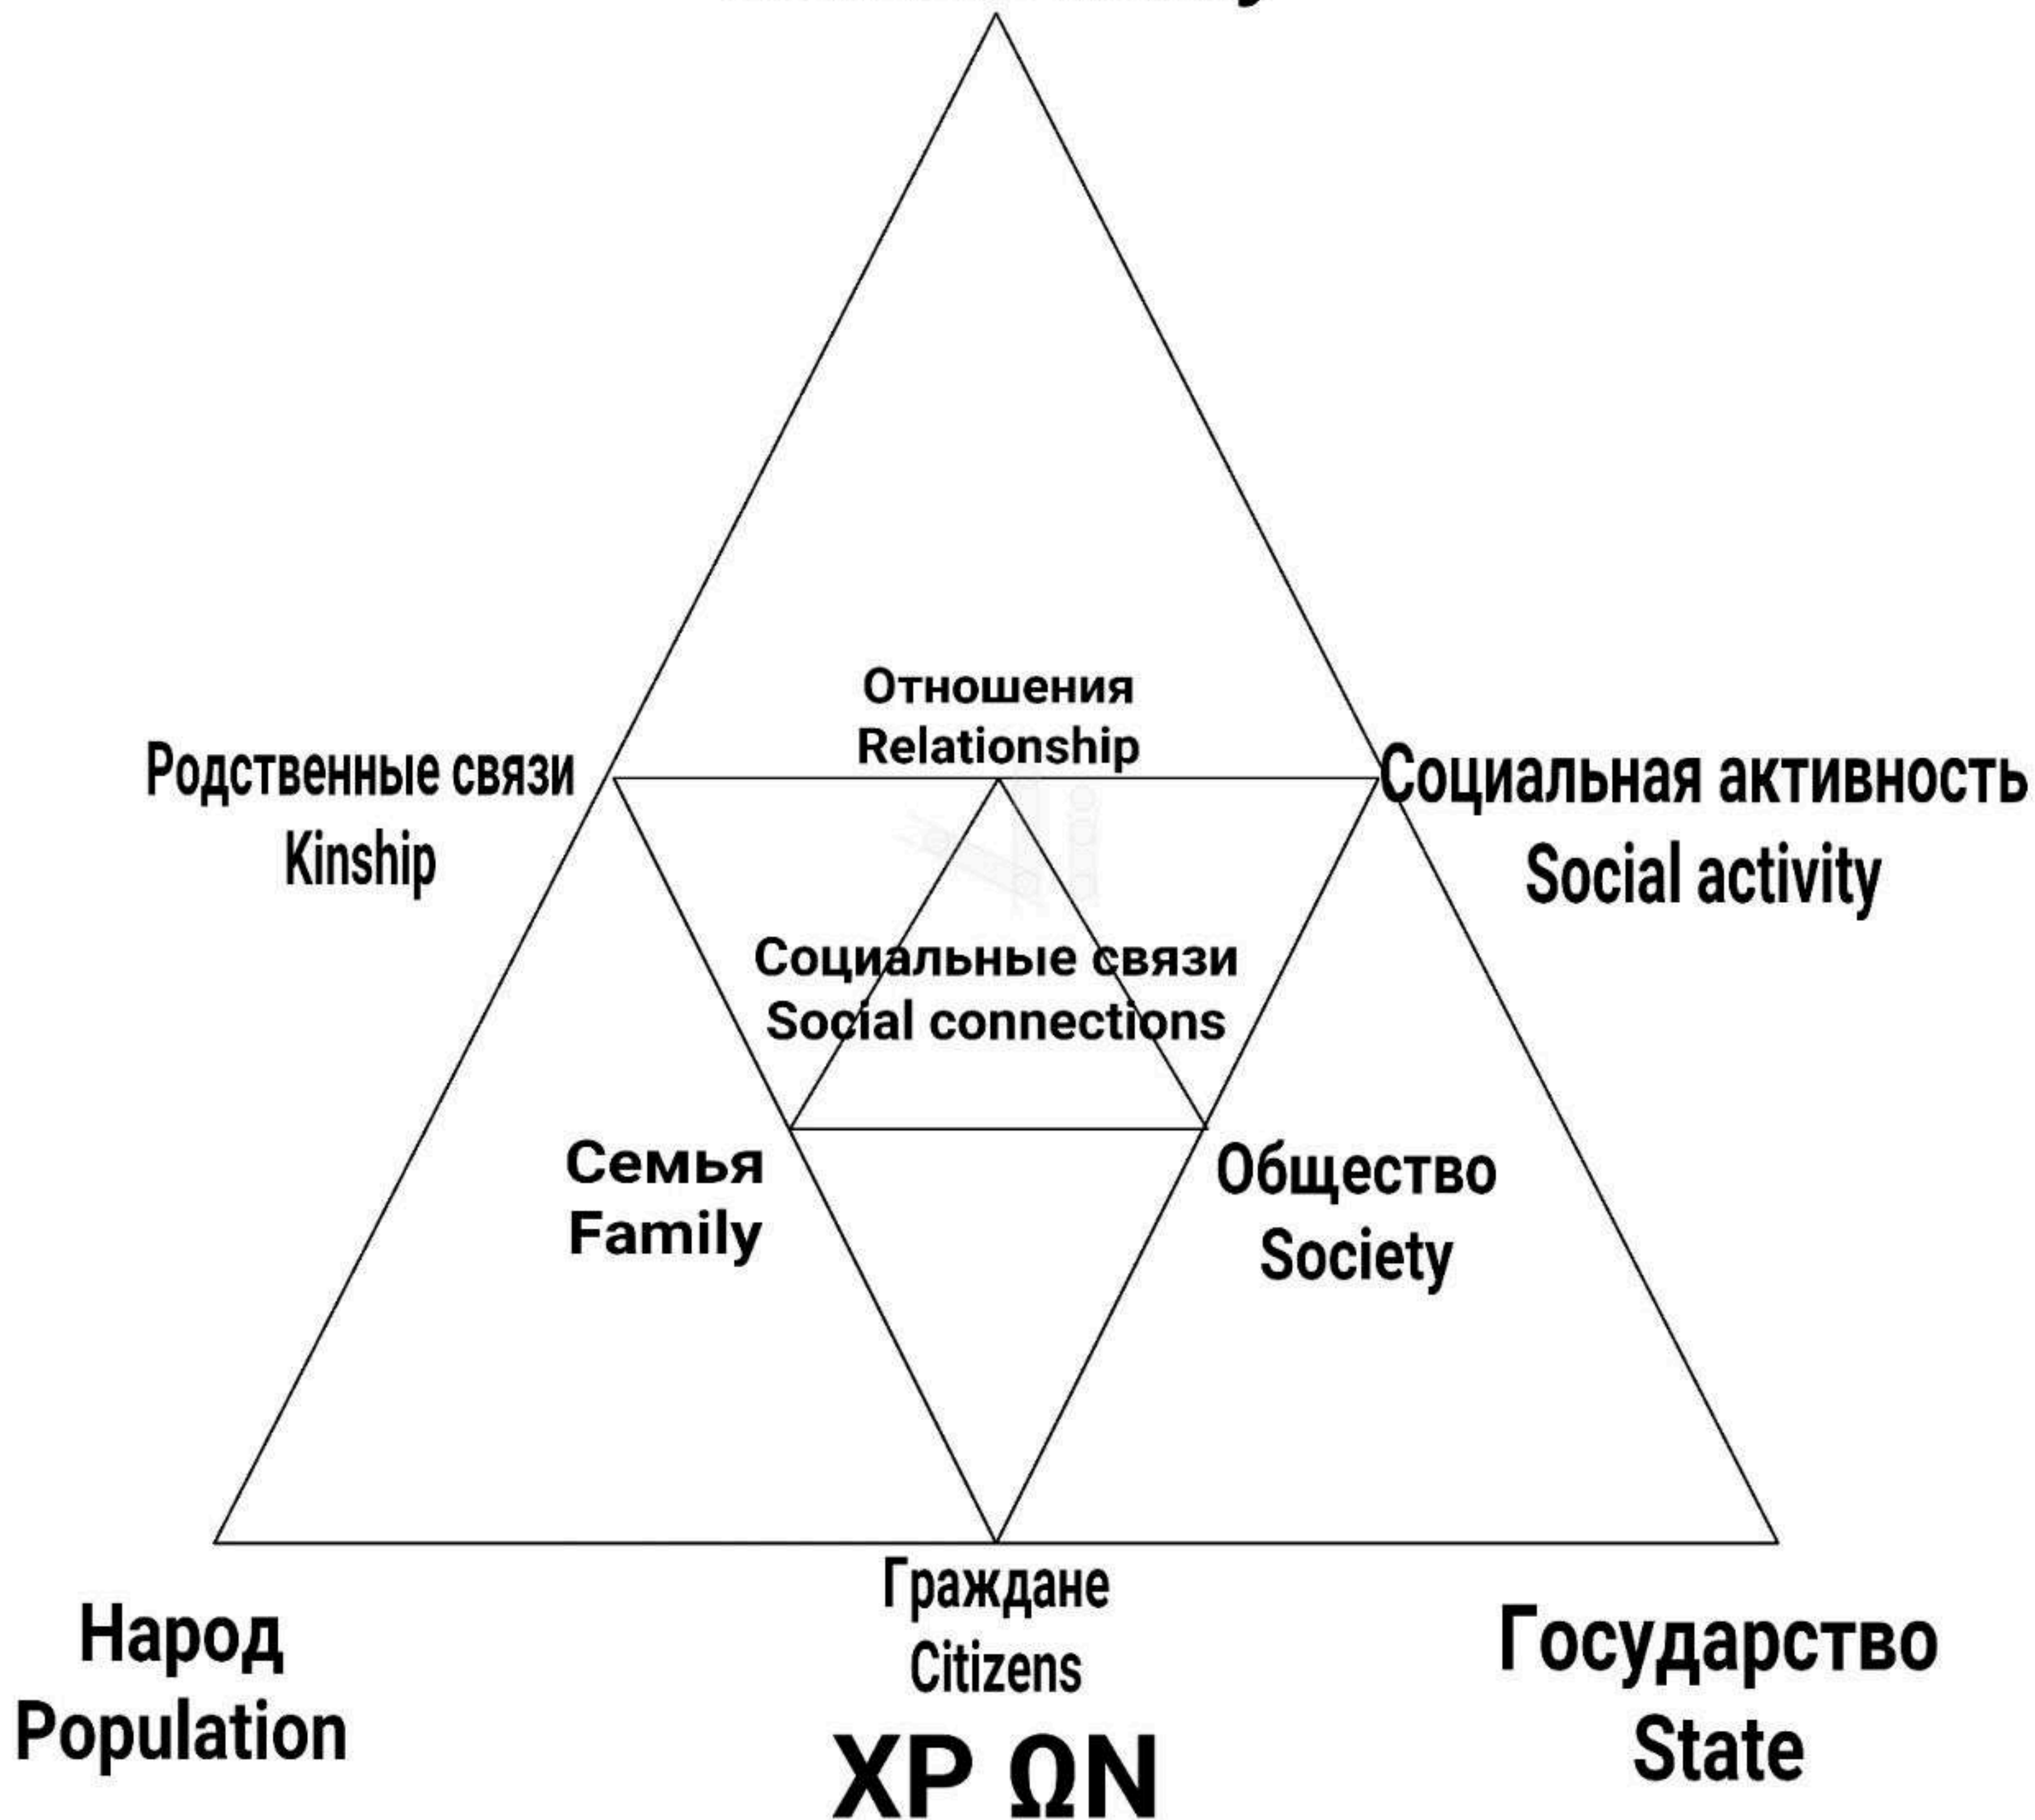 Отношения
Relationship
Родственные связи
Kinship
Социальная активность
Social activity
Социальные связи
Social connections
Семья
Family
Общество
Society
Граждане
Citizens
Народ
Population
Государство
State
ΧΡ ΩΝ